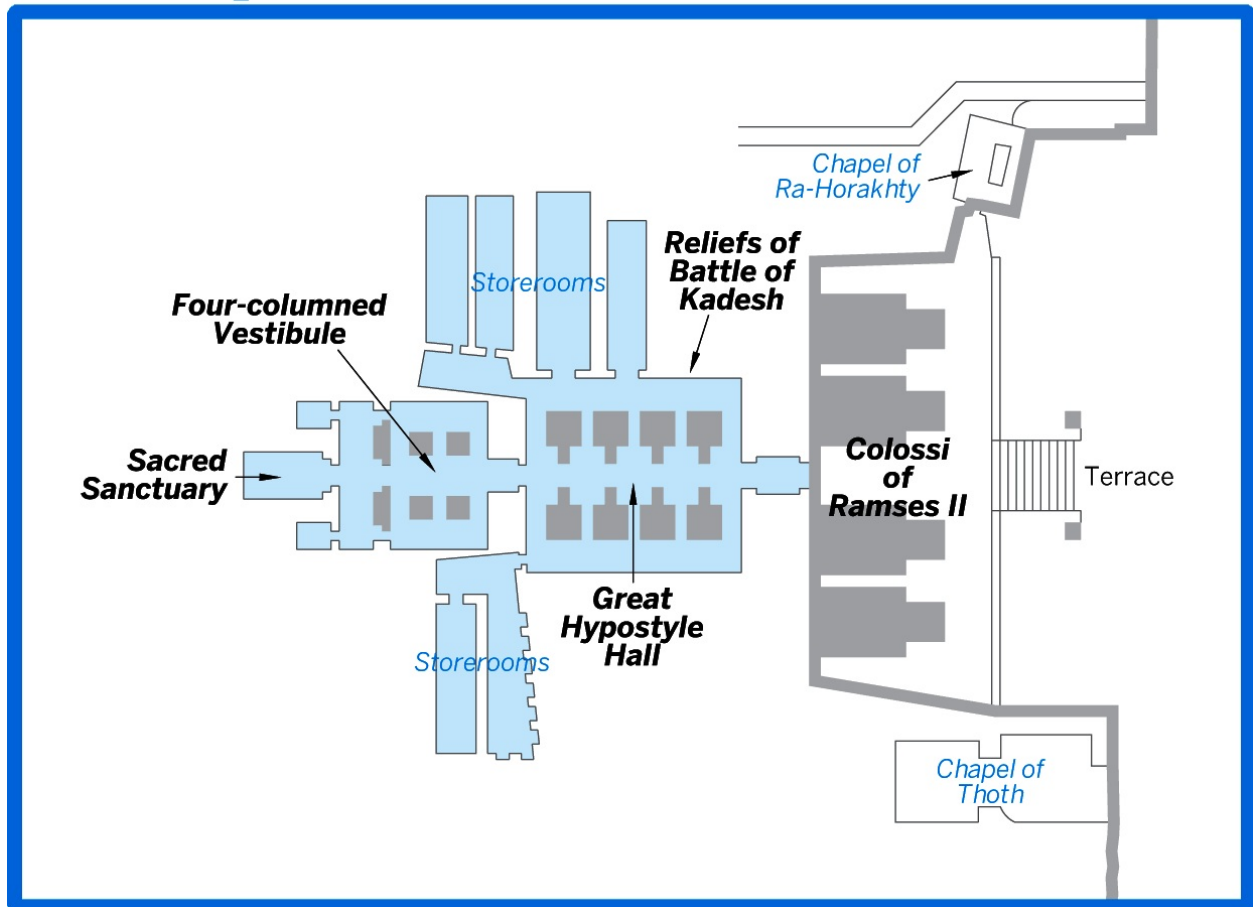 Chapel of
Ra-Horakhty
Reliefs of
Battle of
Kadesh
Storerooms
Four-columned
Vestibule
Sacred
Sanctuary
Colossi
of
Ramses II
Terrace
Great
Hypostyle
Hall
Storerooms
Chapel of
Thoth